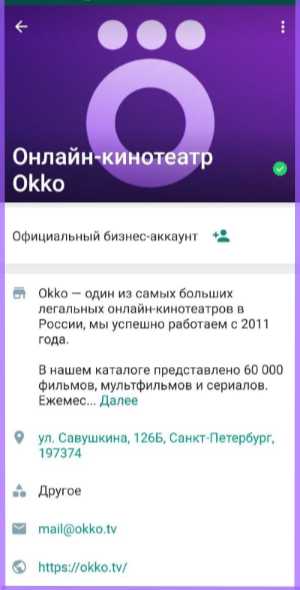 Онлайн-кинотеатр
Okko
Официальный бизнес-аккаунт
Okko — один из самых больших
легальных онлайн-кинотеатров в
России, мы успешно работаем с 2011
года.
В нашем каталоге представлено 60 000
фильмов, мультфильмов и сериалов.
Ежемес... Далее
ул. Савушкина, 126Б, Санкт-Петербург,
197374
Другое
mail@okko.tv
https://okko.tv/